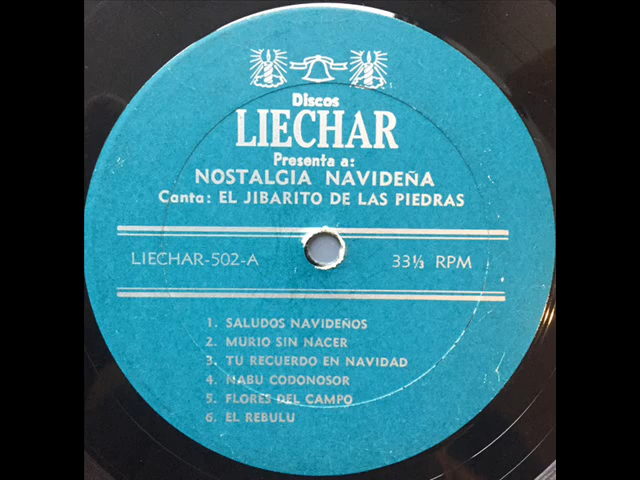 Discos
LIECHAR
Presenta a:
NOSTALGIA NAVIDEÑA
Canta: EL JIBARITO DE LAS PIEDRAS
LIECHAR-502-A 33⅓ RPM
1. SALUDOS NAVIDEÑOS
2. MURIO SIN NACER
3. TU RECUERDO EN NAVIDAD
4. NABU CODONOSOR
5. FLORES DEL CAMPO
6. EL REBULU